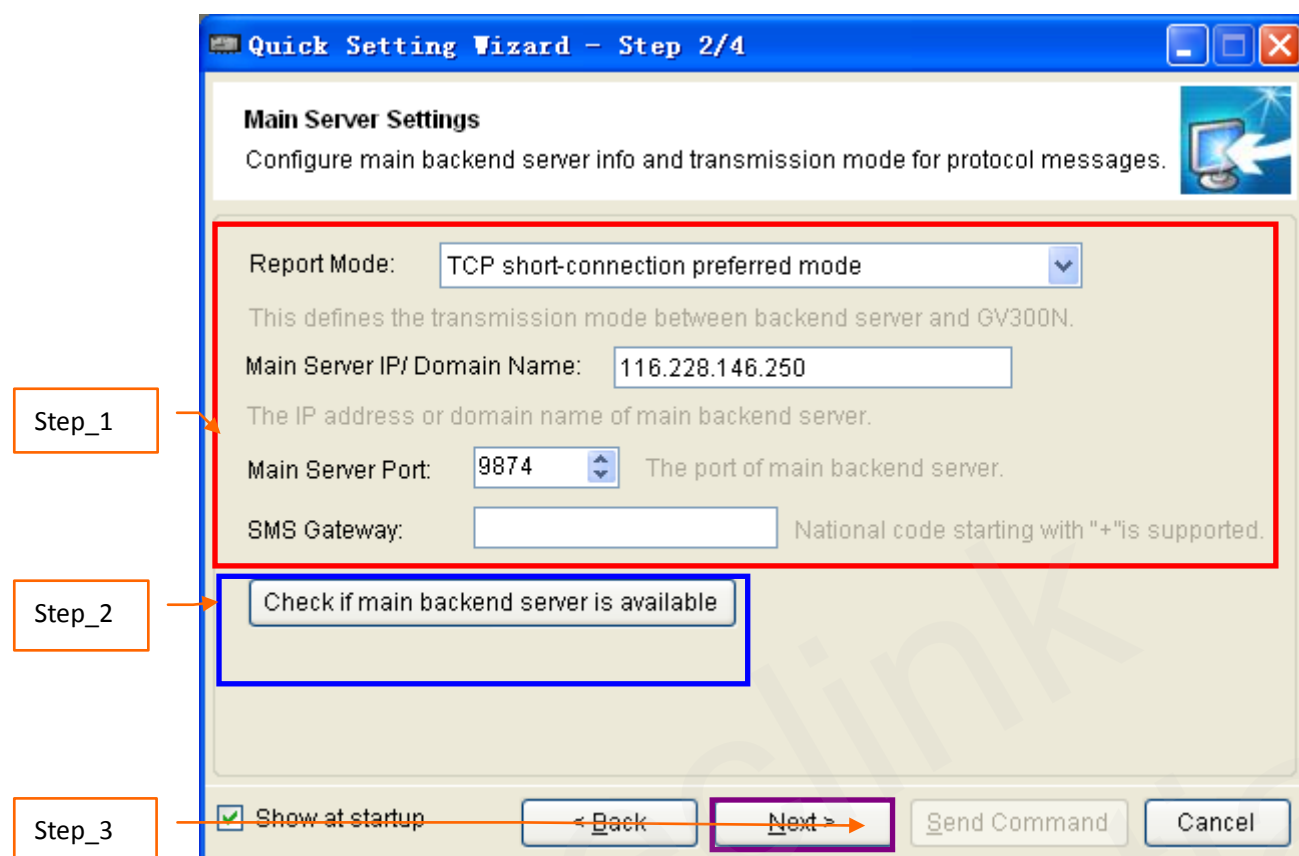 Quick Setting Wizard - Step 2/4
Main Server Settings
Configure main backend server info and transmission mode for protocol messages.
Report Mode: TCP short-connection preferred mode
This defines the transmission mode between backend server and GV300N.
Main Server IP/ Domain Name: 116.228.146.250
Step_1
The IP address or domain name of main backend server.
Main Server Port: 9874 The port of main backend server.
SMS Gateway: National code starting with "+"is supported.
Step_2
Check if main backend server is available
Step_3
Show at startup < Back Next > Send Command Cancel